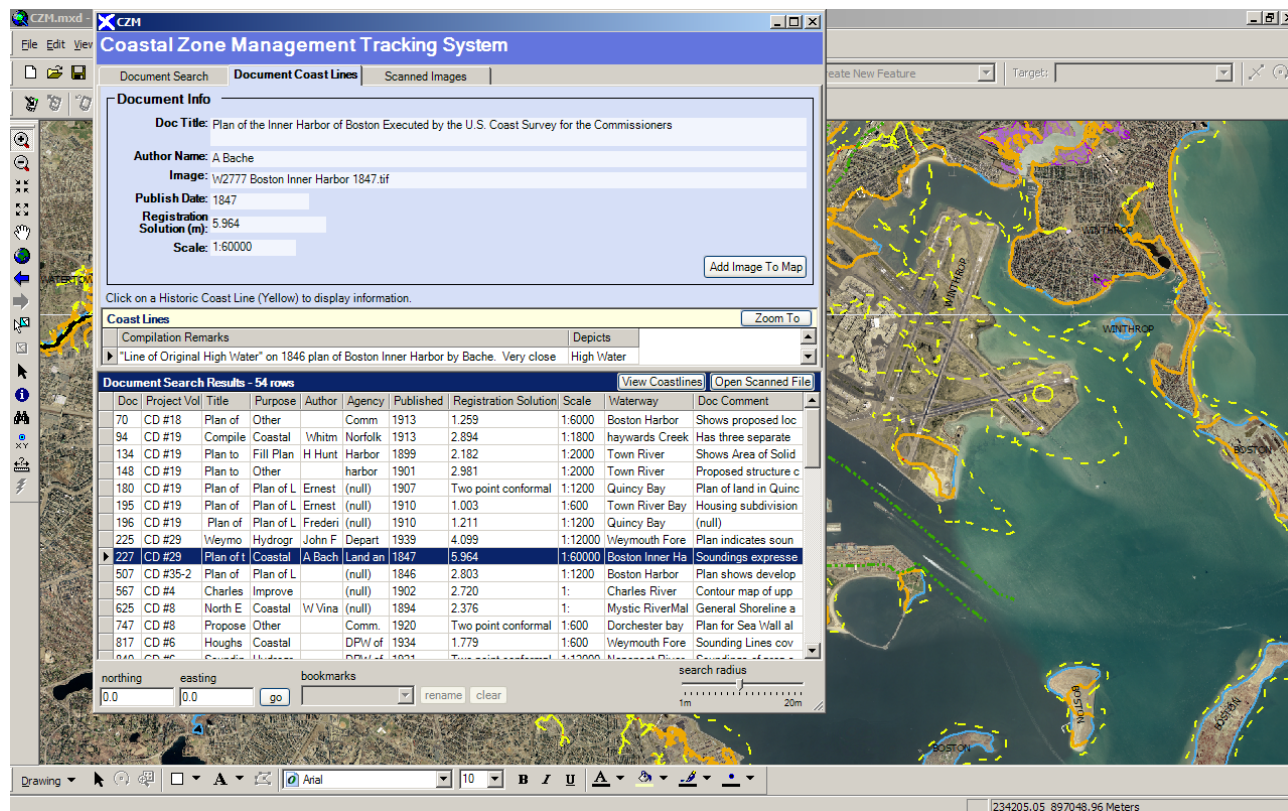 CZM.mxd -
CZM
File Edit View
Coastal Zone Management Tracking System
Document Search Document Coast Lines Scanned Images
Create New Feature Target:
Document Info
Doc Title: Plan of the Inner Harbor of Boston Executed by the U.S. Coast Survey for the Commissioners
Author Name: A Bache
Image: W2777 Boston Inner Harbor 1847.tif
Publish Date: 1847
Registration Solution (m): 5.964
Scale: 1:60000
Add Image To Map
Click on a Historic Coast Line (Yellow) to display information.
Coast Lines Zoom To
Compilation Remarks Depicts
"Line of Original High Water" on 1846 plan of Boston Inner Harbor by Bache. Very close High Water
Document Search Results - 54 rows View Coastlines Open Scanned File
Doc Project Vol Title Purpose Author Agency Published Registration Solution Scale Waterway Doc Comment
70 CD #18 Plan of Other Comm 1913 1.259 1:6000 Boston Harbor Shows proposed loc
94 CD #19 Compile Coastal Whitm Norfolk 1913 2.894 1:1800 haywards Creek Has three separate
134 CD #19 Plan to Fill Plan H Hunt Harbor 1899 2.182 1:2000 Town River Shows Area of Solid
148 CD #19 Plan to Other harbor 1901 2.981 1:2000 Town River Proposed structure c
180 CD #19 Plan of Plan of L Ernest (null) 1907 Two point conformal 1:1200 Quincy Bay Plan of land in Quinc
195 CD #19 Plan of Plan of L Ernest (null) 1910 1.003 1:600 Town River Bay Housing subdivision
196 CD #19 Plan of Plan of L Frederi (null) 1910 1.211 1:1200 Quincy Bay (null)
225 CD #29 Weymo Hydrogr John F Depart 1939 4.099 1:12000 Weymouth Fore Plan indicates soun
227 CD #29 Plan of t Coastal A Bach Land an 1847 5.964 1:60000 Boston Inner Ha Soundings expresse
507 CD #35-2 Plan of Plan of L (null) 1846 2.803 1:1200 Boston Harbor Plan shows develop
567 CD #4 Charles Improve (null) 1902 2.720 1: Charles River Contour map of upp
625 CD #8 North E Coastal W Vina (null) 1894 2.376 1: Mystic RiverMal General Shoreline a
747 CD #8 Propose Other Comm. 1920 Two point conformal 1:600 Dorchester bay Plan for Sea Wall al
817 CD #6 Houghs Coastal DPW of 1934 1.779 1:600 Weymouth Fore Sounding Lines cov
northing easting bookmarks search radius
0.0 0.0 go rename clear
1m 20m
WINTHROP
WINTHROP
WINTHROP
BOSTON
BOSTON
BOSTON
BOSTON
BOSTON
Drawing A Arial 10 B I U A
234205.05 897048.96 Meters